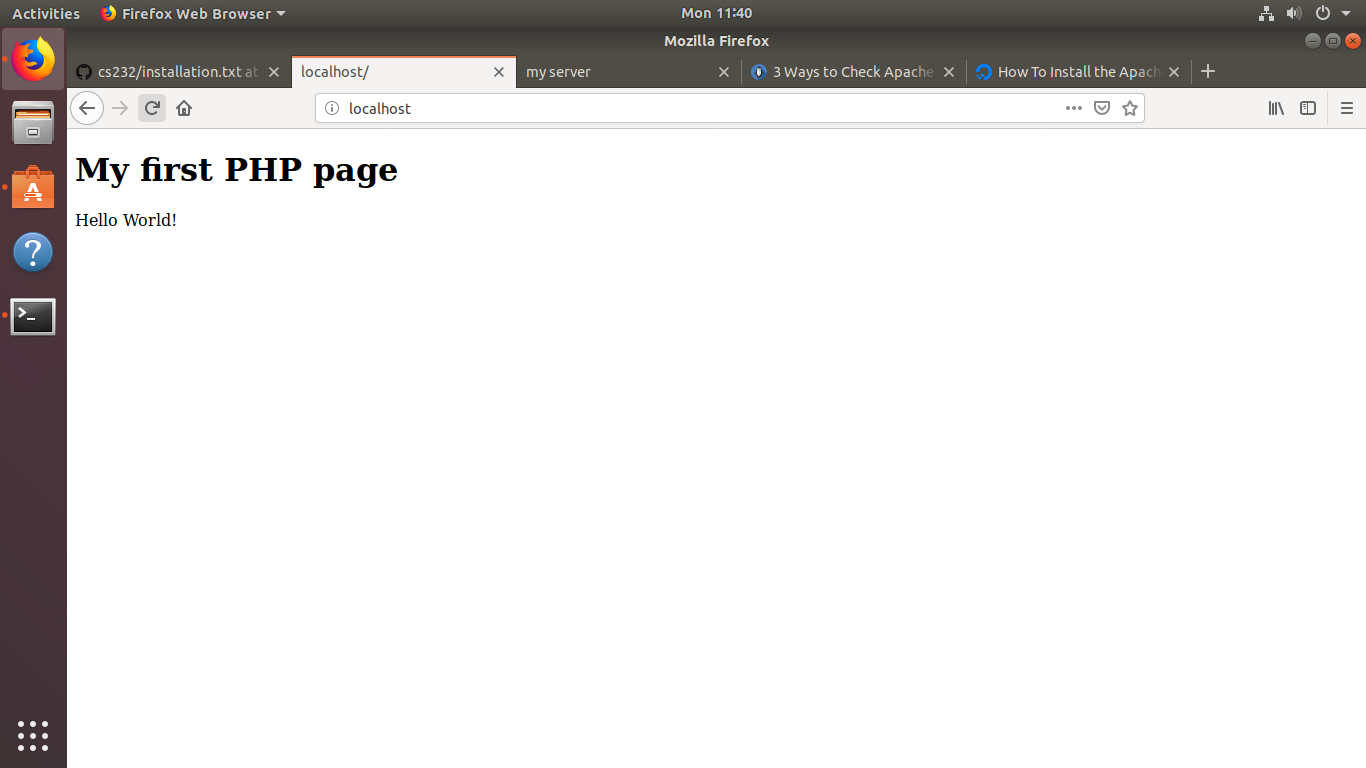 Activities
Firefox Web Browser
Mon 11:40
Mozilla Firefox
cs232/installation.txt at
localhost/
my server
3 Ways to Check Apache
How To Install the Apach
localhost
My first PHP page
Hello World!